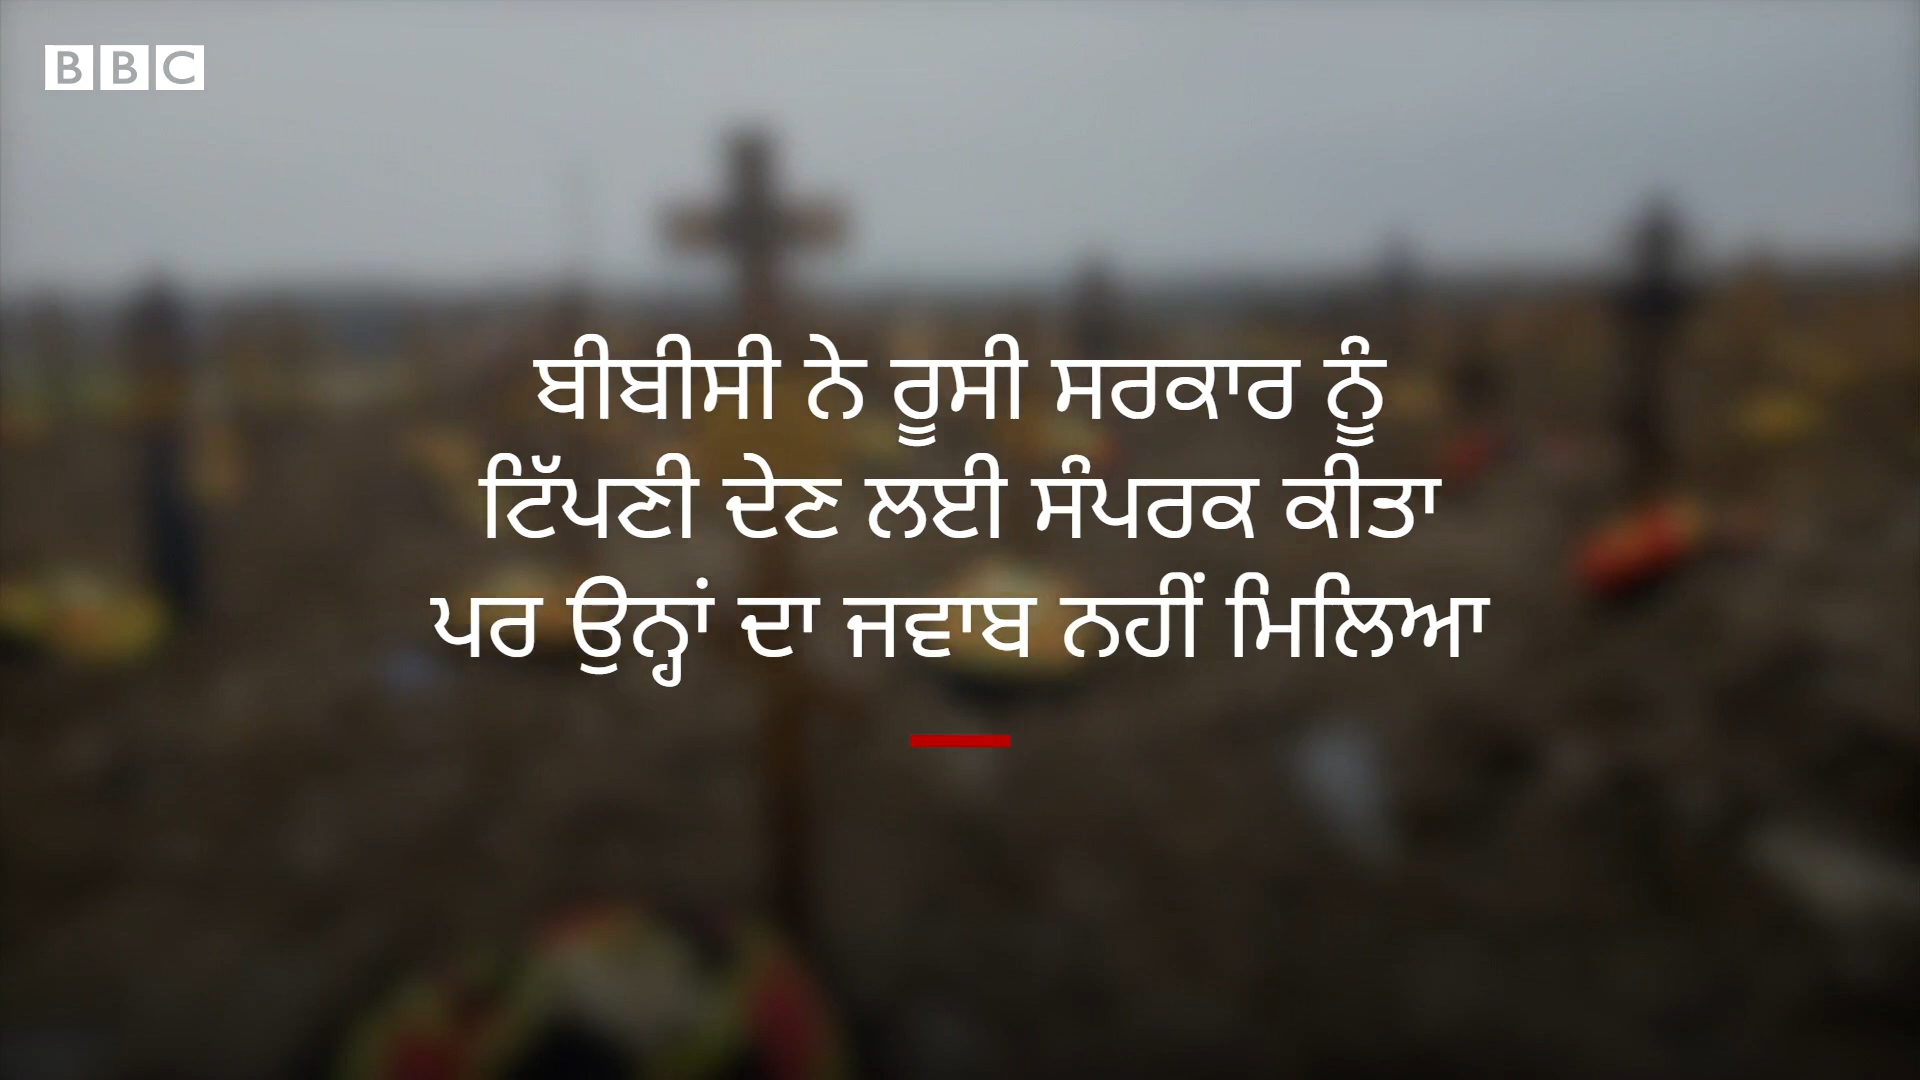 BBC
ਬੀਬੀਸੀ ਨੇ ਰੂਸੀ ਸਰਕਾਰ ਨੂੰ
ਟਿੱਪਣੀ ਦੇਣ ਲਈ ਸੰਪਰਕ ਕੀਤਾ
ਪਰ ਉਨ੍ਹਾਂ ਦਾ ਜਵਾਬ ਨਹੀਂ ਮਿਲਿਆ